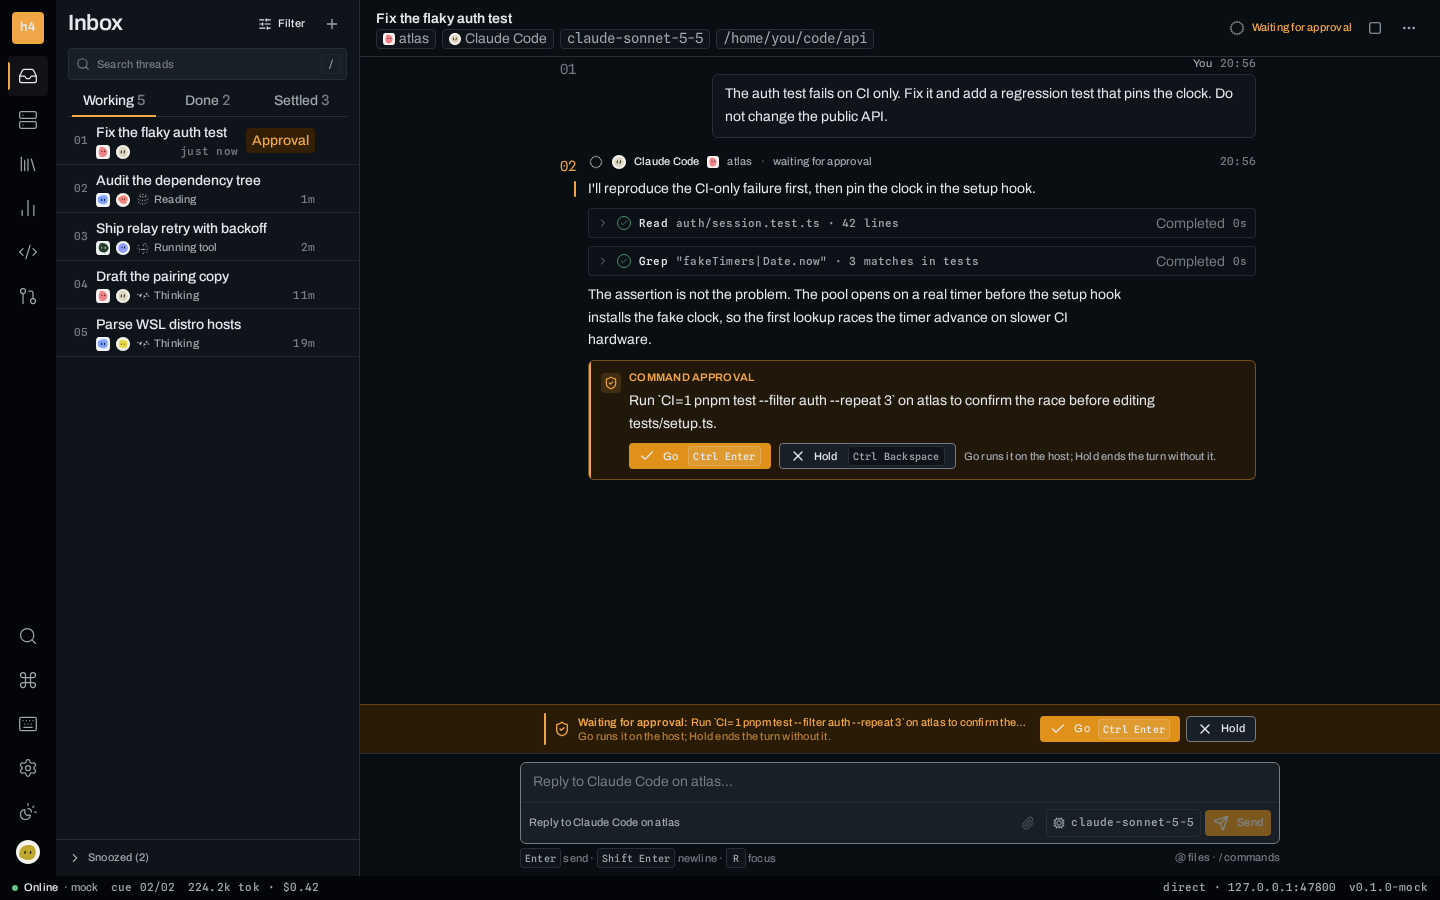 h4
Inbox
Filter
Search threads
/
Working 5
Done 2
Settled 3
01
Fix the flaky auth test
just now
Approval
02
Audit the dependency tree
Reading
1m
03
Ship relay retry with backoff
Running tool
2m
04
Draft the pairing copy
Thinking
11m
05
Parse WSL distro hosts
Thinking
19m
Snoozed (2)
Fix the flaky auth test
atlas
Claude Code
claude-sonnet-5-5
/home/you/code/api
Waiting for approval
01
You 20:56
The auth test fails on CI only. Fix it and add a regression test that pins the clock. Do
not change the public API.
02
Claude Code
atlas · waiting for approval
20:56
I'll reproduce the CI-only failure first, then pin the clock in the setup hook.
Read auth/session.test.ts · 42 lines
Completed 0s
Grep "fakeTimers|Date.now" · 3 matches in tests
Completed 0s
The assertion is not the problem. The pool opens on a real timer before the setup hook
installs the fake clock, so the first lookup races the timer advance on slower CI
hardware.
COMMAND APPROVAL
Run `CI=1 pnpm test --filter auth --repeat 3` on atlas to confirm the race before editing
tests/setup.ts.
Go Ctrl Enter
Hold Ctrl Backspace
Go runs it on the host; Hold ends the turn without it.
Waiting for approval: Run `CI=1 pnpm test --filter auth --repeat 3` on atlas to confirm the...
Go runs it on the host; Hold ends the turn without it.
Go Ctrl Enter
Hold
Reply to Claude Code on atlas...
Reply to Claude Code on atlas
claude-sonnet-5-5
Send
Enter send · Shift Enter newline · R focus
@ files · / commands
Online · mock cue 02/02 224.2k tok · $0.42
direct · 127.0.0.1:47800 v0.1.0-mock